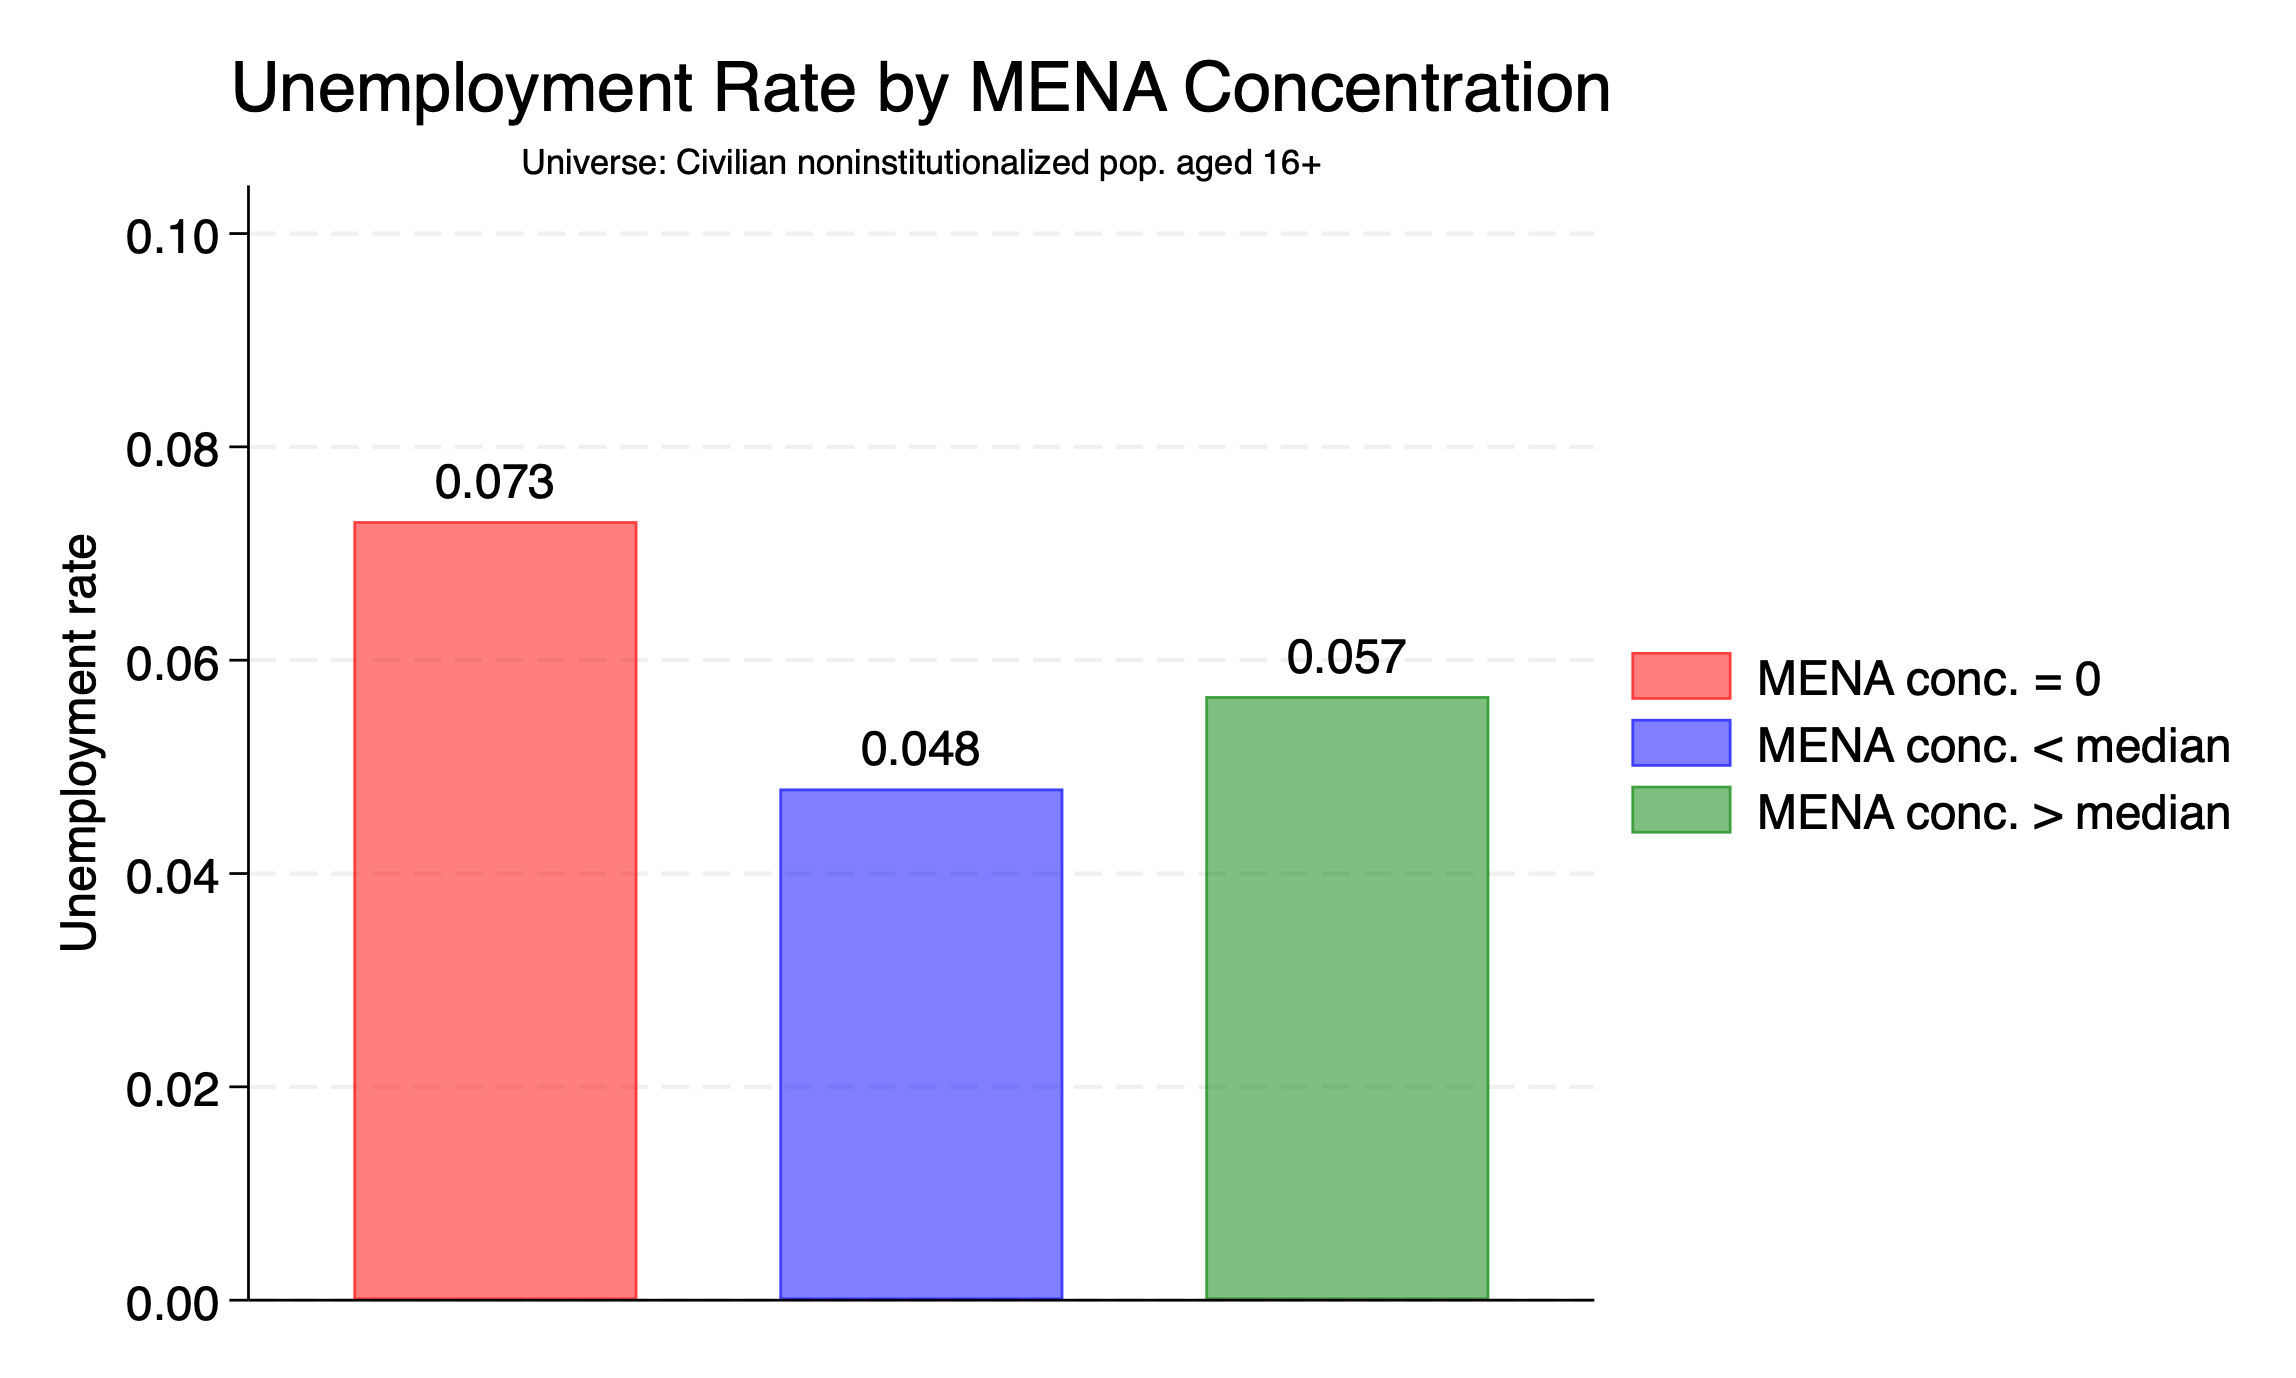 Unemployment Rate by MENA Concentration
Universe: Civilian noninstitutionalized pop. aged 16+
Unemployment rate
0.10
0.08
0.06
0.04
0.02
0.00
0.073
0.048
0.057
MENA conc. = 0
MENA conc. < median
MENA conc. > median